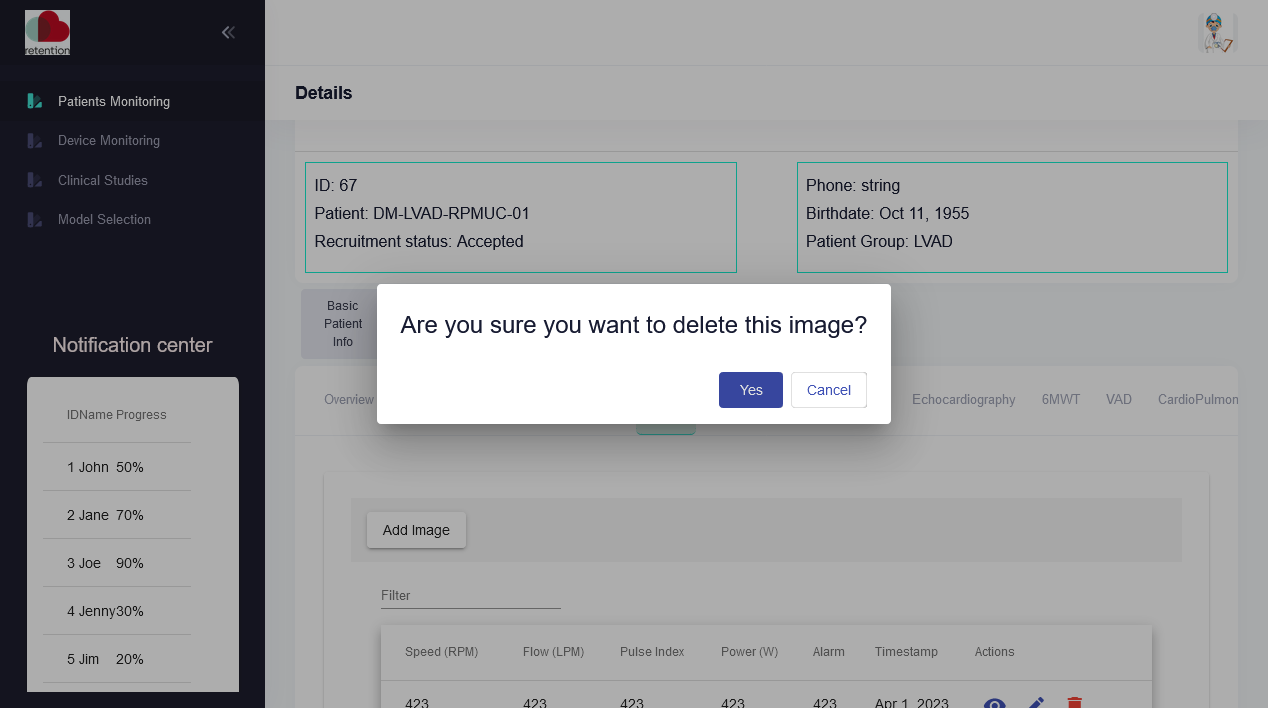 retention
Patients Monitoring
Device Monitoring
Clinical Studies
Model Selection
Notification center
IDName Progress
1 John 50%
2 Jane 70%
3 Joe 90%
4 Jenny30%
5 Jim 20%
Details
ID: 67
Patient: DM-LVAD-RPMUC-01
Recruitment status: Accepted
Phone: string
Birthdate: Oct 11, 1955
Patient Group: LVAD
Basic
Patient
Info
Are you sure you want to delete this image?
Yes Cancel
Overview Echocardiography 6MWT VAD CardioPulmon
Add Image
Filter
Speed (RPM) Flow (LPM) Pulse Index Power (W) Alarm Timestamp Actions
423 423 423 423 423 Apr 1, 2023